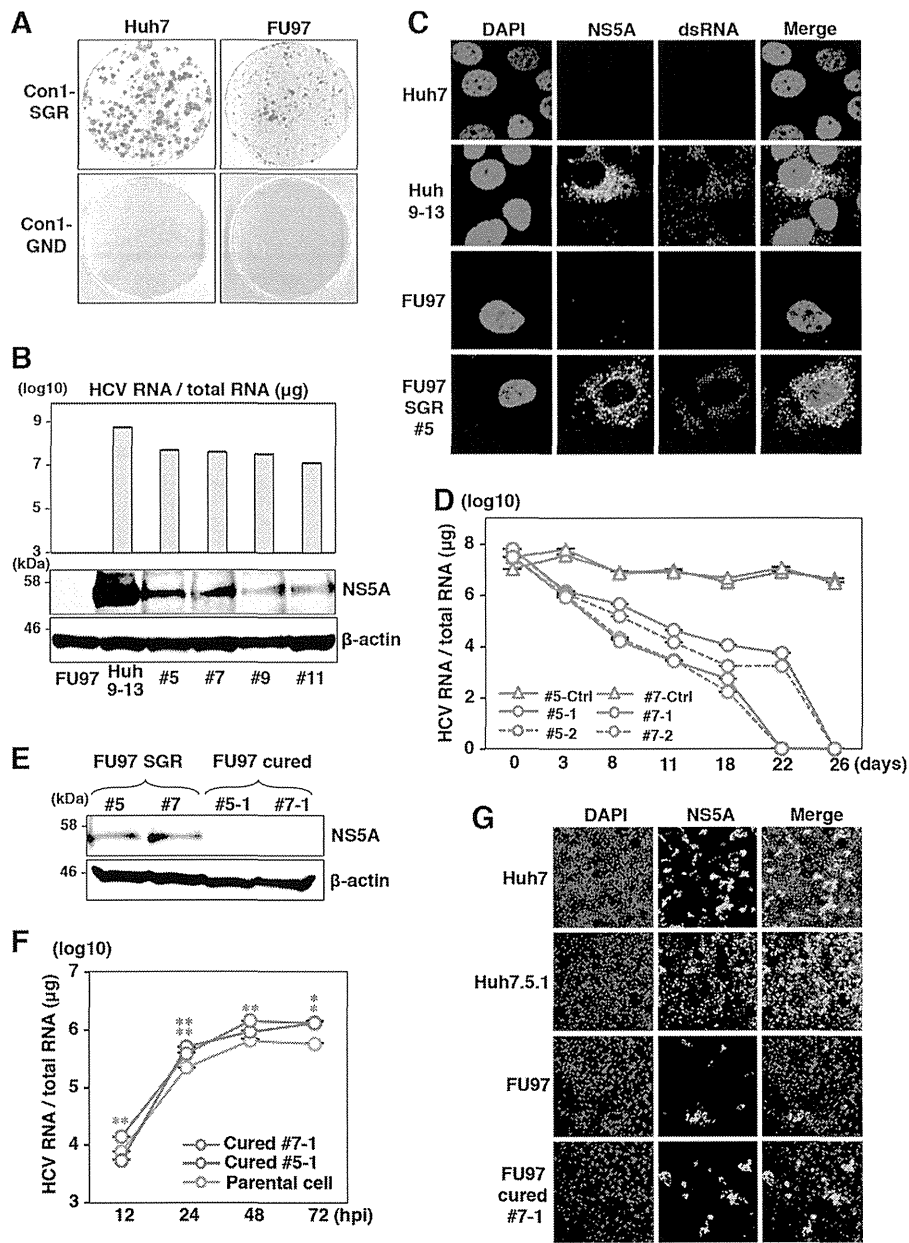 A
Huh7 FU97
Con1-
SGR
Con1-
GND
B
(log10) HCV RNA / total RNA (µg)
9
7
5
3
(kDa)
58
NS5A
46
β-actin
FU97 Huh 9-13 #5 #7 #9 #11
C
DAPI NS5A dsRNA Merge
Huh7
Huh
9-13
FU97
FU97
SGR
#5
D (log10)
HCV RNA / total RNA (µg)
8
6
4
2
0
#5-Ctrl #7-Ctrl
#5-1 #7-1
#5-2 #7-2
0 3 8 11 18 22 26 (days)
E
FU97 SGR FU97 cured
(kDa) #5 #7 #5-1 #7-1
58
NS5A
46
β-actin
F (log10)
HCV RNA / total RNA (µg)
7
6
5
4
3
** ** ** ** * *
Cured #7-1
Cured #5-1
Parental cell
12 24 48 72 (hpi)
G
DAPI NS5A Merge
Huh7
Huh7.5.1
FU97
FU97
cured
#7-1